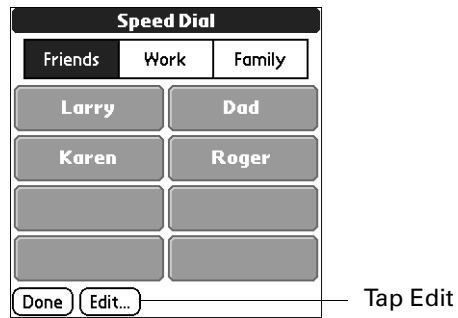 Speed Dial
Friends Work Family
Larry Dad
Karen Roger
Done Edit... Tap Edit